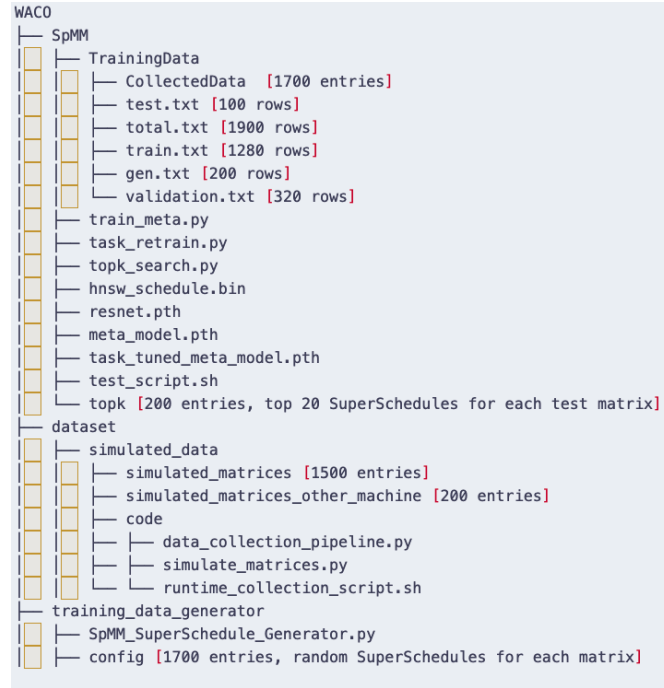 WACO
├── SpMM
│   ├── TrainingData
│   │   ├── CollectedData  [1700 entries]
│   │   ├── test.txt [100 rows]
│   │   ├── total.txt [1900 rows]
│   │   ├── train.txt [1280 rows]
│   │   ├── gen.txt [200 rows]
│   │   └── validation.txt [320 rows]
│   ├── train_meta.py
│   ├── task_retrain.py
│   ├── topk_search.py
│   ├── hnsw_schedule.bin
│   ├── resnet.pth
│   ├── meta_model.pth
│   ├── task_tuned_meta_model.pth
│   ├── test_script.sh
│   └── topk [200 entries, top 20 SuperSchedules for each test matrix]
├── dataset
│   ├── simulated_data
│   │   ├── simulated_matrices [1500 entries]
│   │   ├── simulated_matrices_other_machine [200 entries]
│   │   ├── code
│   │   ├── ├── data_collection_pipeline.py
│   │   ├── ├── simulate_matrices.py
│   │   └── └── runtime_collection_script.sh
├── training_data_generator
│   ├── SpMM_SuperSchedule_Generator.py
│   ├── config [1700 entries, random SuperSchedules for each matrix]